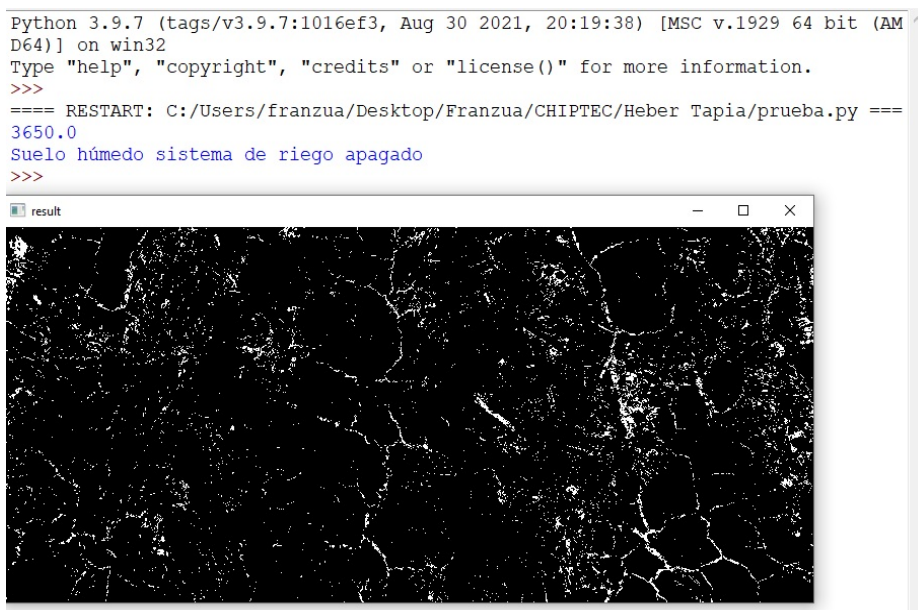 Python 3.9.7 (tags/v3.9.7:1016ef3, Aug 30 2021, 20:19:38) [MSC v.1929 64 bit (AM
D64)] on win32
Type "help", "copyright", "credits" or "license()" for more information.
>>>
==== RESTART: C:/Users/franzua/Desktop/Franzua/CHIPTEC/Heber Tapia/prueba.py ===
3650.0
Suelo húmedo sistema de riego apagado
>>>
result